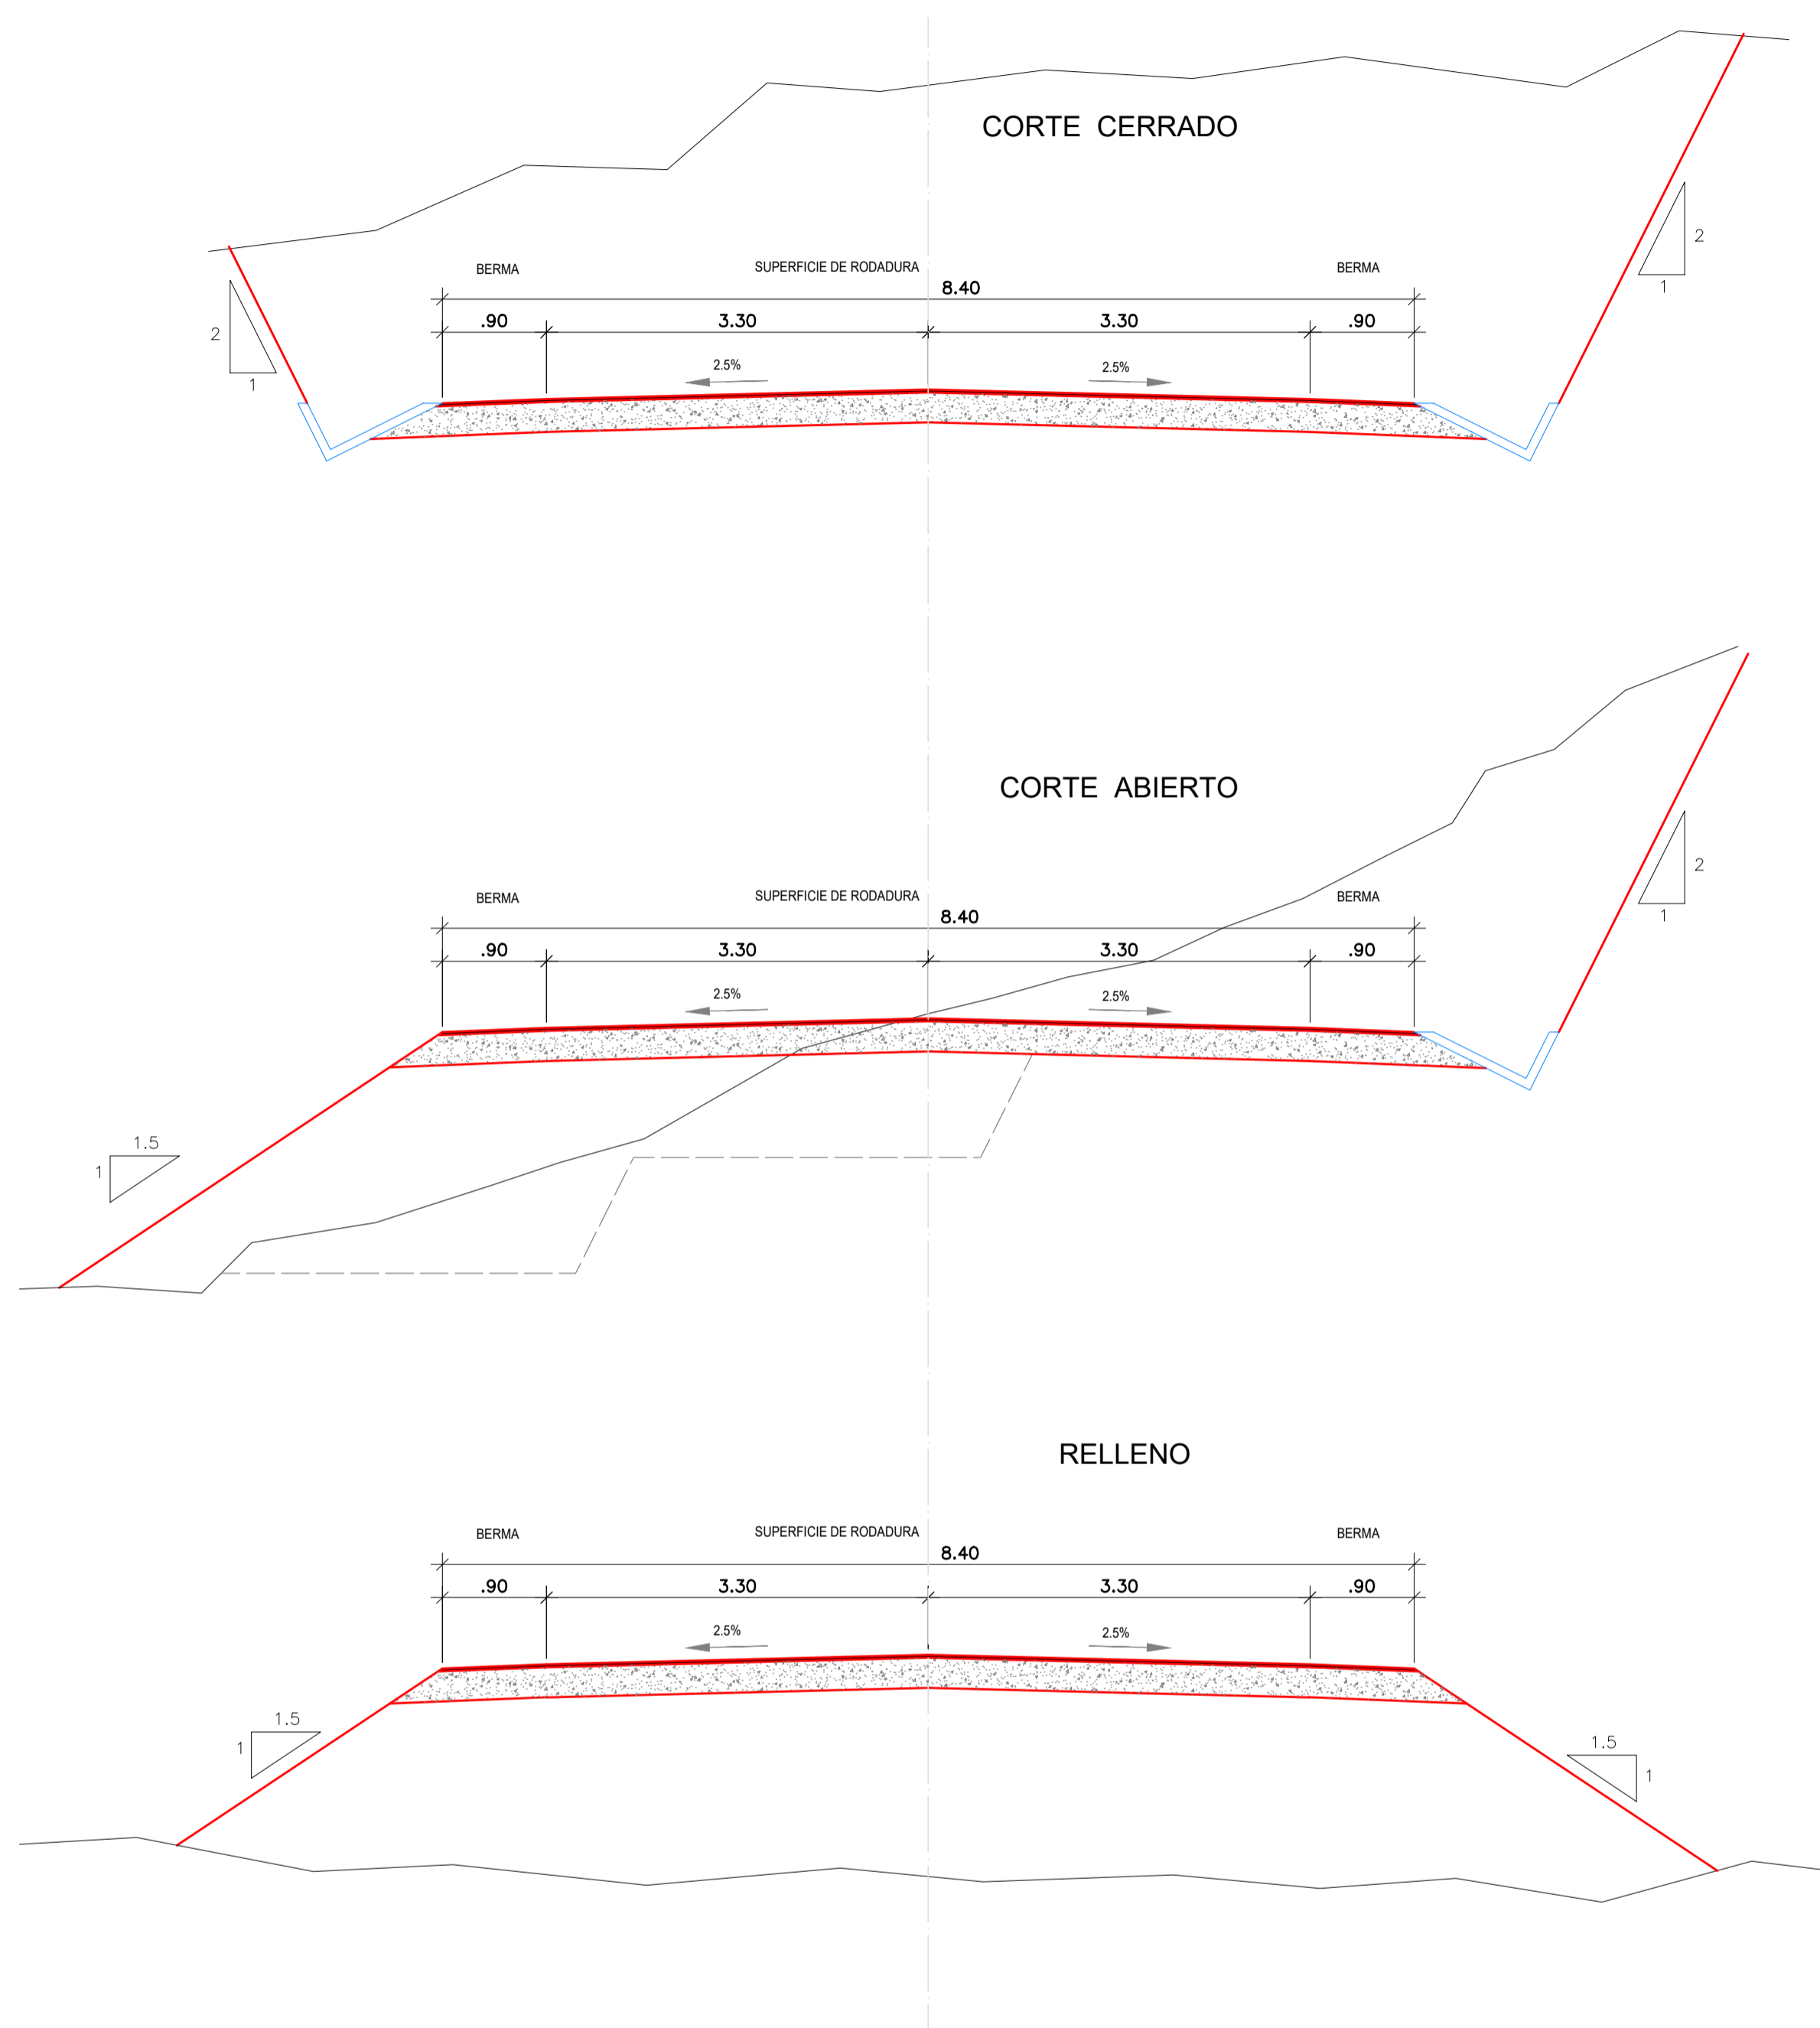 CORTE CERRADO
BERMA SUPERFICIE DE RODADURA BERMA
8.40
.90 3.30 3.30 .90
2.5% 2.5%
2
1
2
1
CORTE ABIERTO
BERMA SUPERFICIE DE RODADURA BERMA
8.40
.90 3.30 3.30 .90
2.5% 2.5%
2
1
1.5
1
RELLENO
BERMA SUPERFICIE DE RODADURA BERMA
8.40
.90 3.30 3.30 .90
2.5% 2.5%
1.5
1
1.5
1